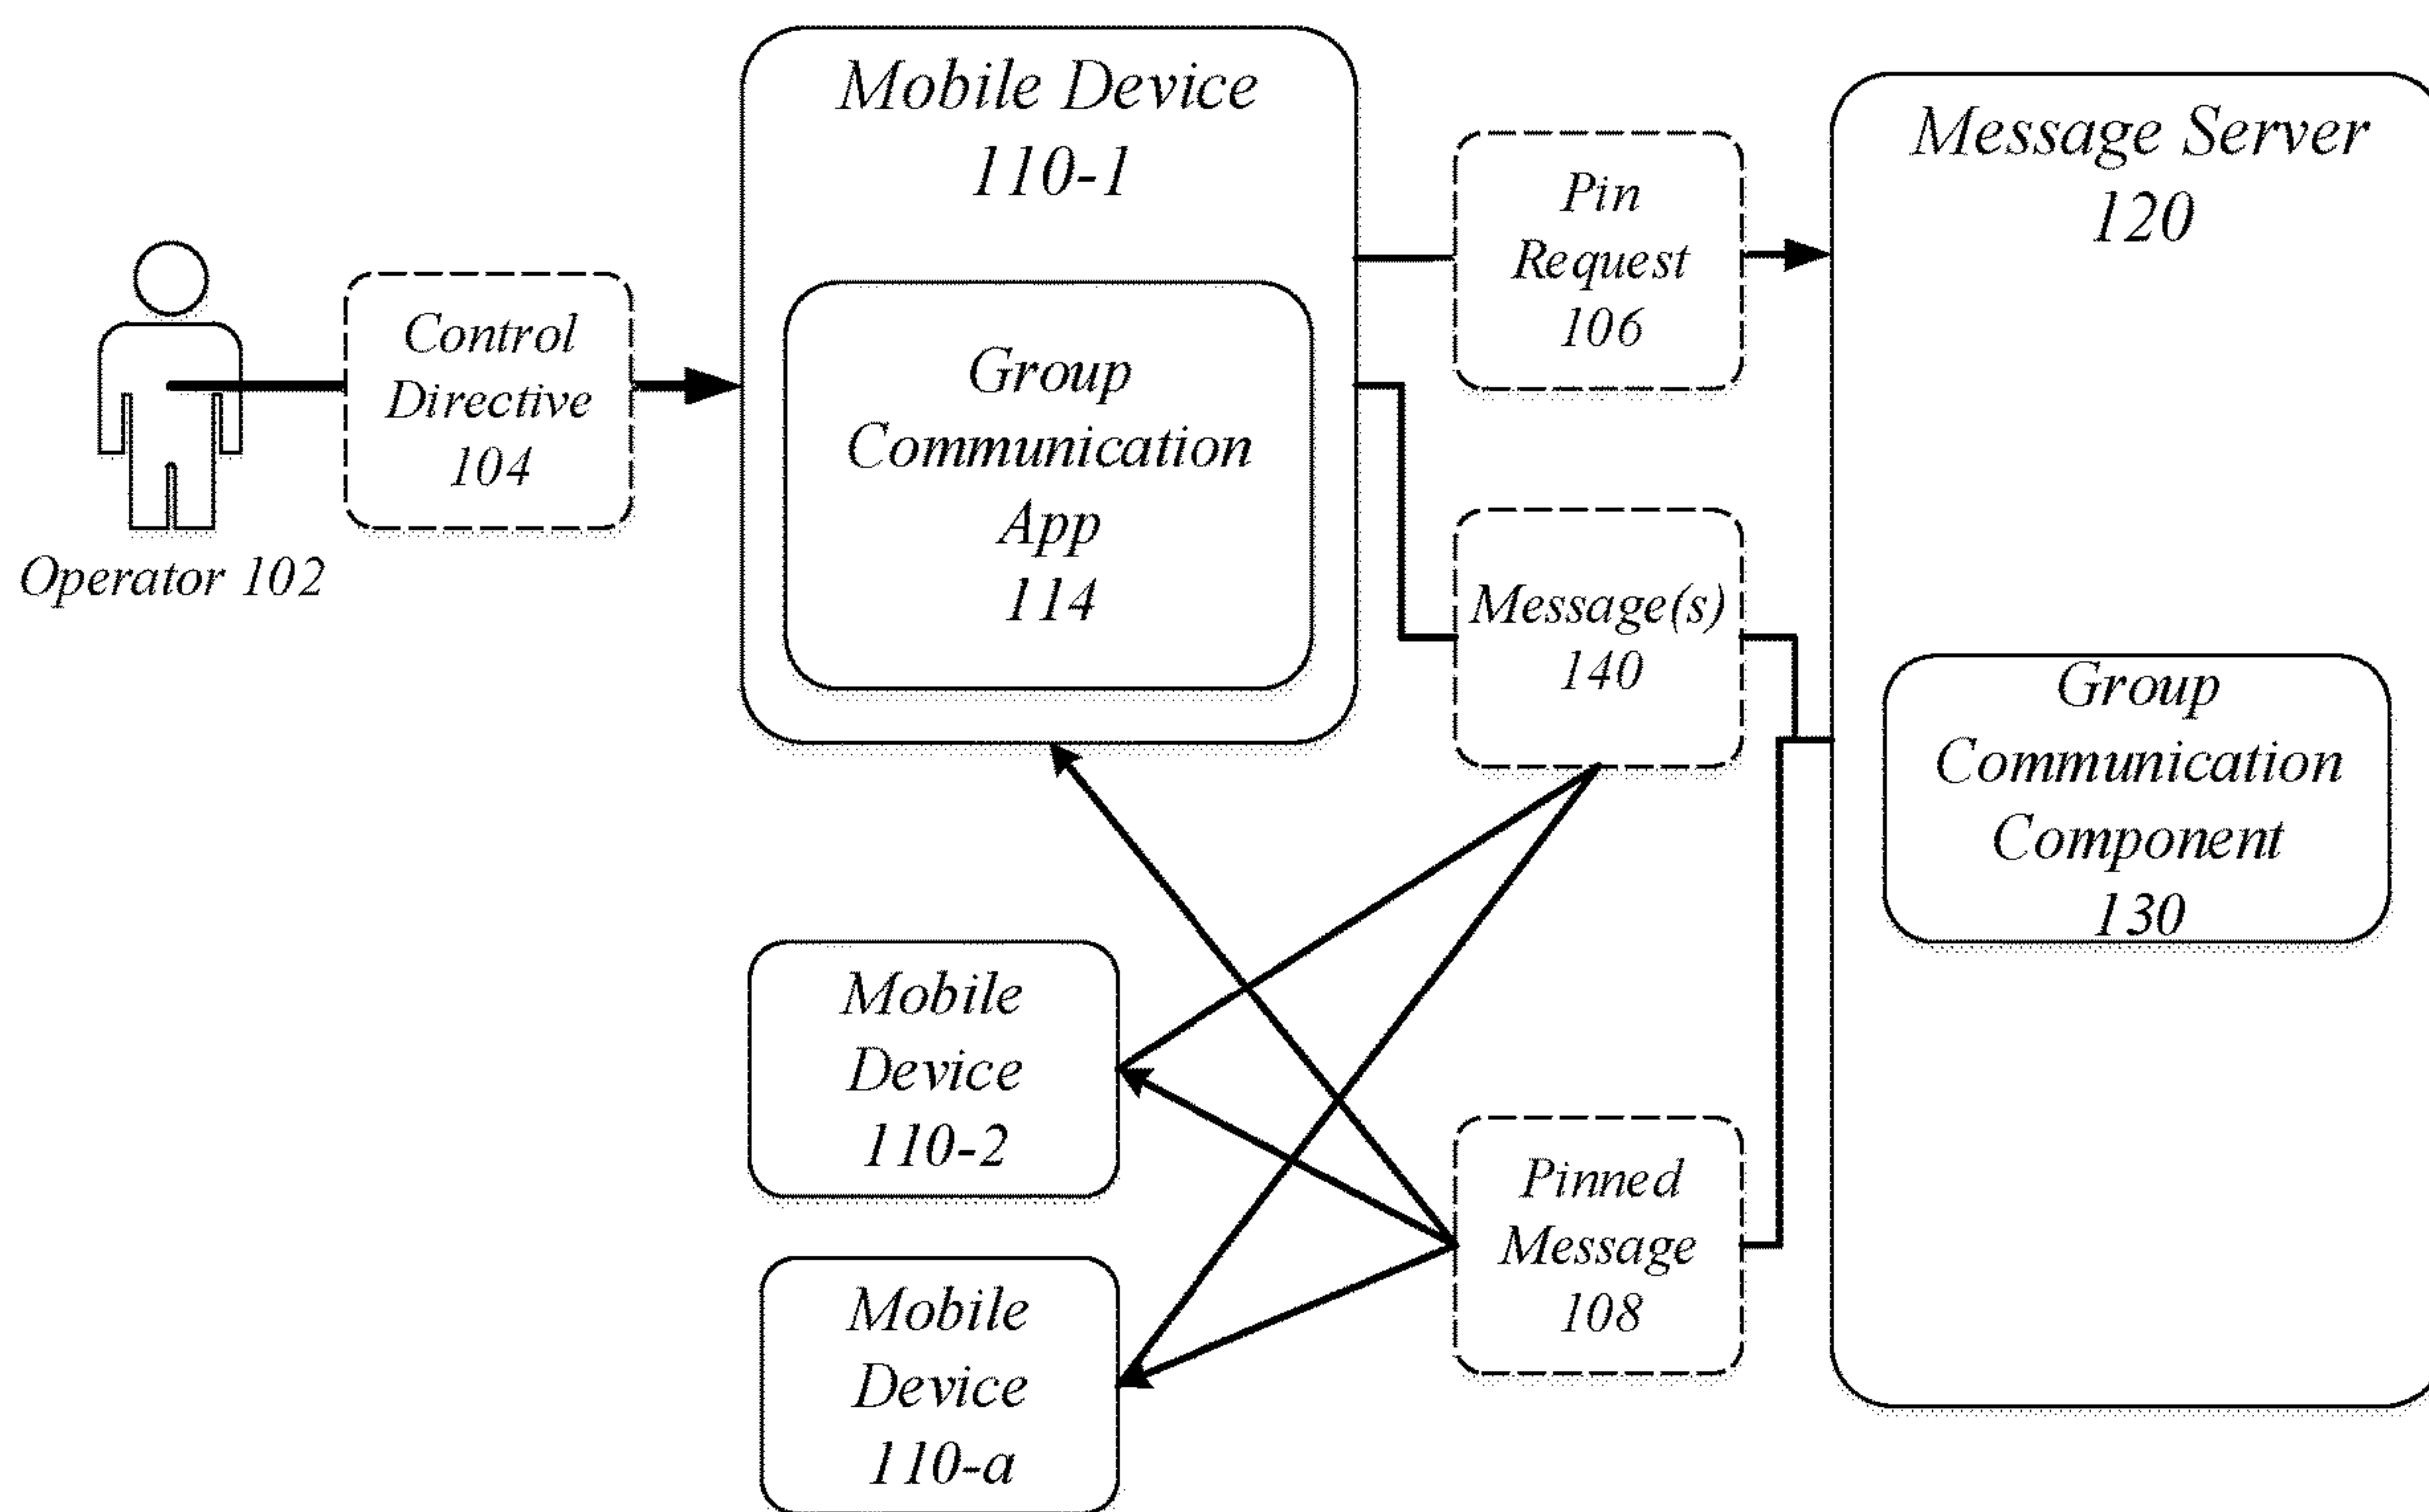 Mobile Device
110-1
Message Server
120
Pin
Request
106
Control
Directive
104
Group
Communication
App
114
Operator 102
Message(s)
140
Group
Communication
Component
130
Mobile
Device
110-2
Pinned
Message
108
Mobile
Device
110-a